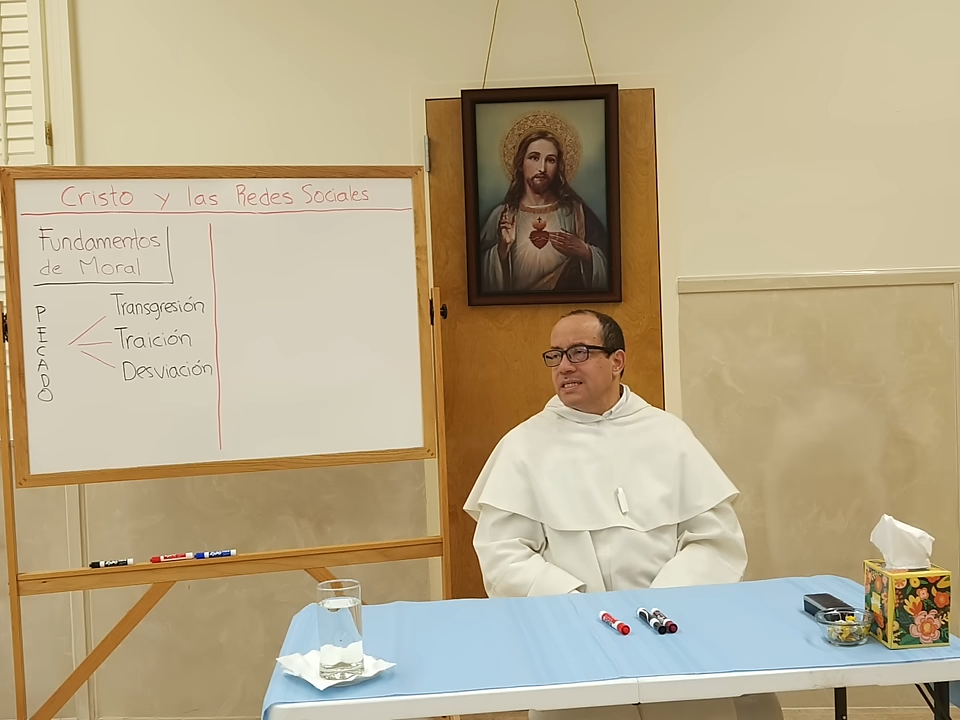 Cristo y las Redes Sociales
Fundamentos
de Moral
PECADO
Transgresión
Traición
Desviación